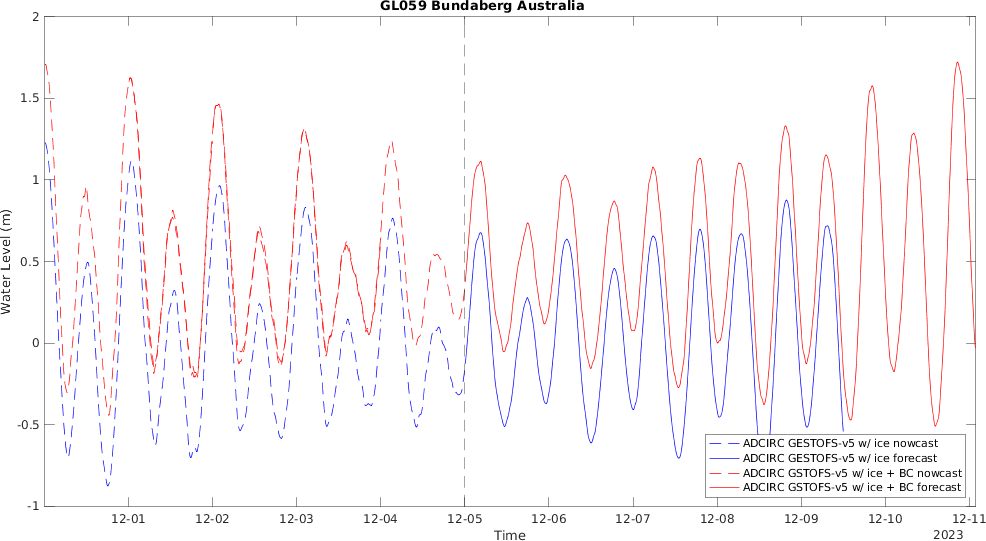 GL059 Bundaberg Australia
2
1.5
1
0.5
0
-0.5
-1
Water Level (m)
ADCIRC GESTOFS-v5 w/ ice nowcast
ADCIRC GESTOFS-v5 w/ ice forecast
ADCIRC GSTOFS-v5 w/ ice + BC nowcast
ADCIRC GSTOFS-v5 w/ ice + BC forecast
12-01 12-02 12-03 12-04 12-05 12-06 12-07 12-08 12-09 12-10 12-11
Time
2023